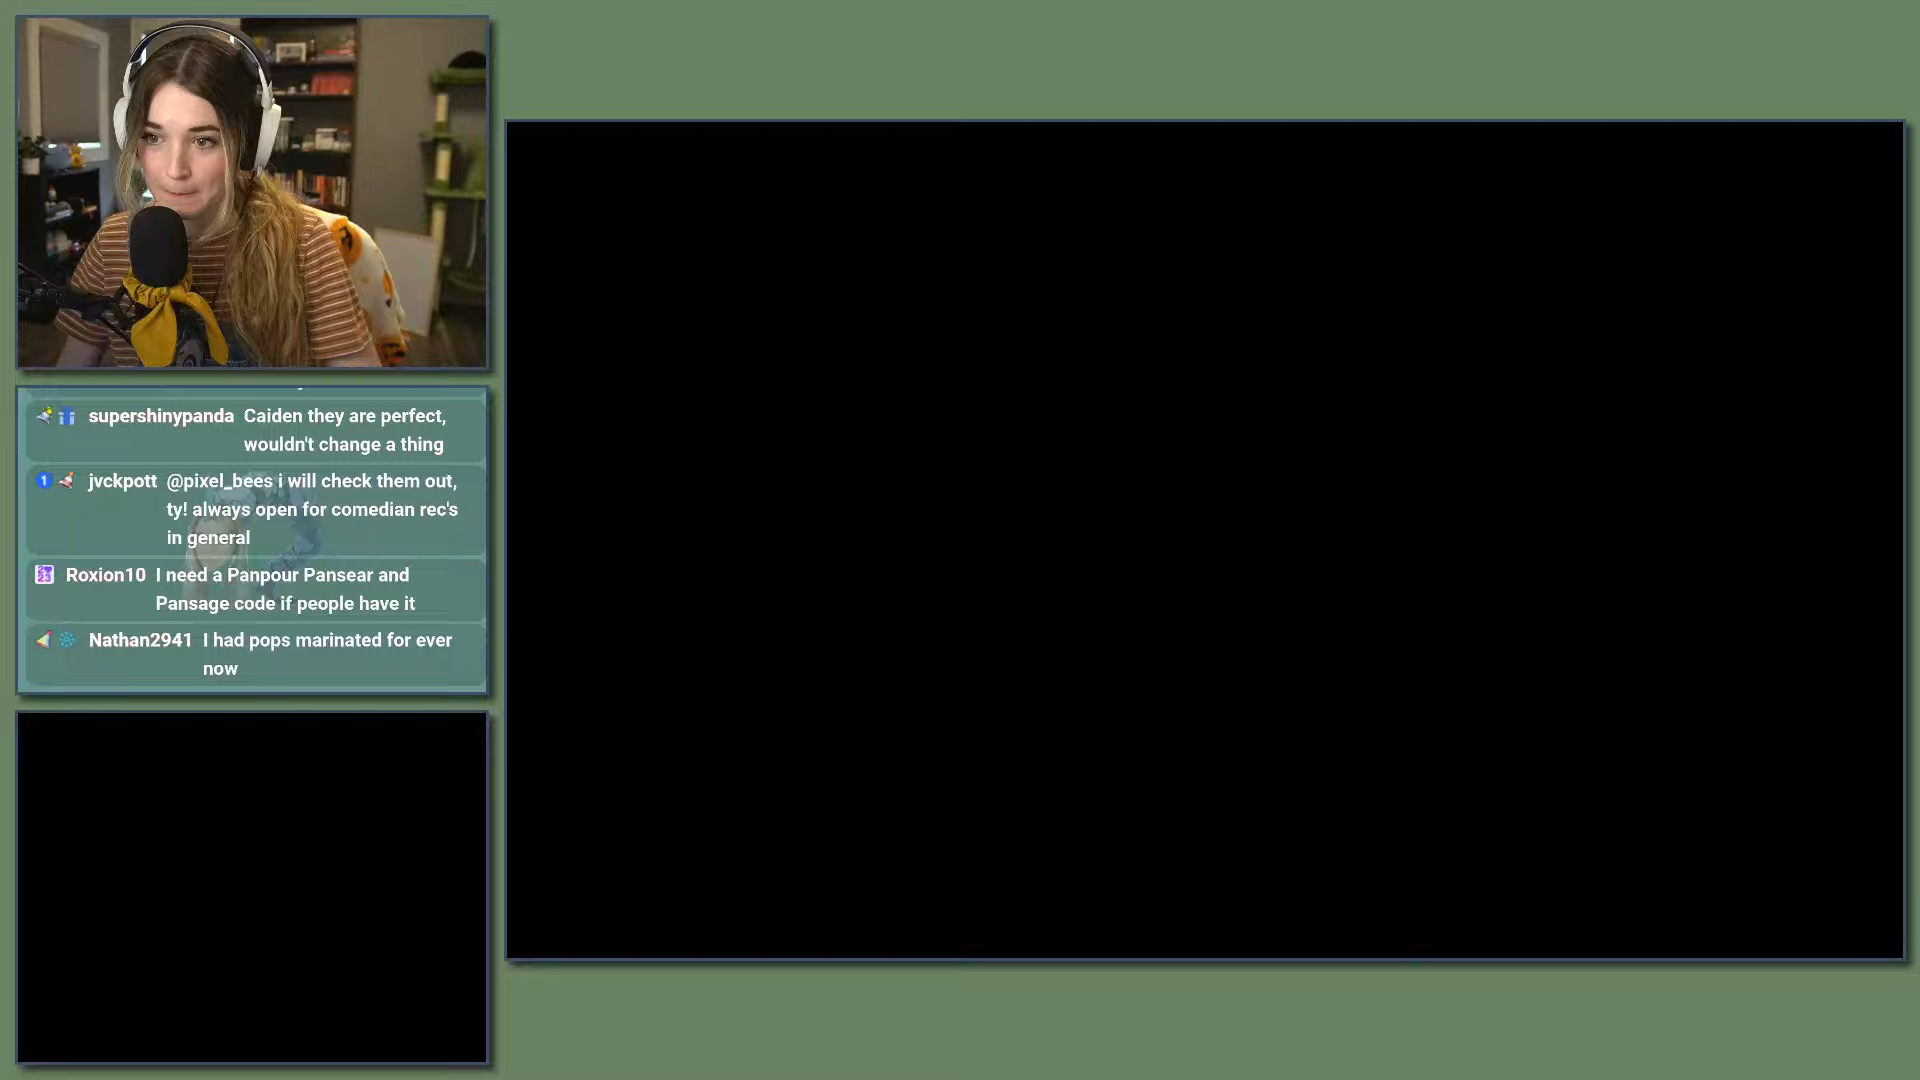 supershinypanda Caiden they are perfect,
wouldn't change a thing
1 jvckpott @pixel_bees i will check them out,
ty! always open for comedian rec's
in general
23 Roxion10 I need a Panpour Pansear and
Pansage code if people have it
Nathan2941 I had pops marinated for ever
now